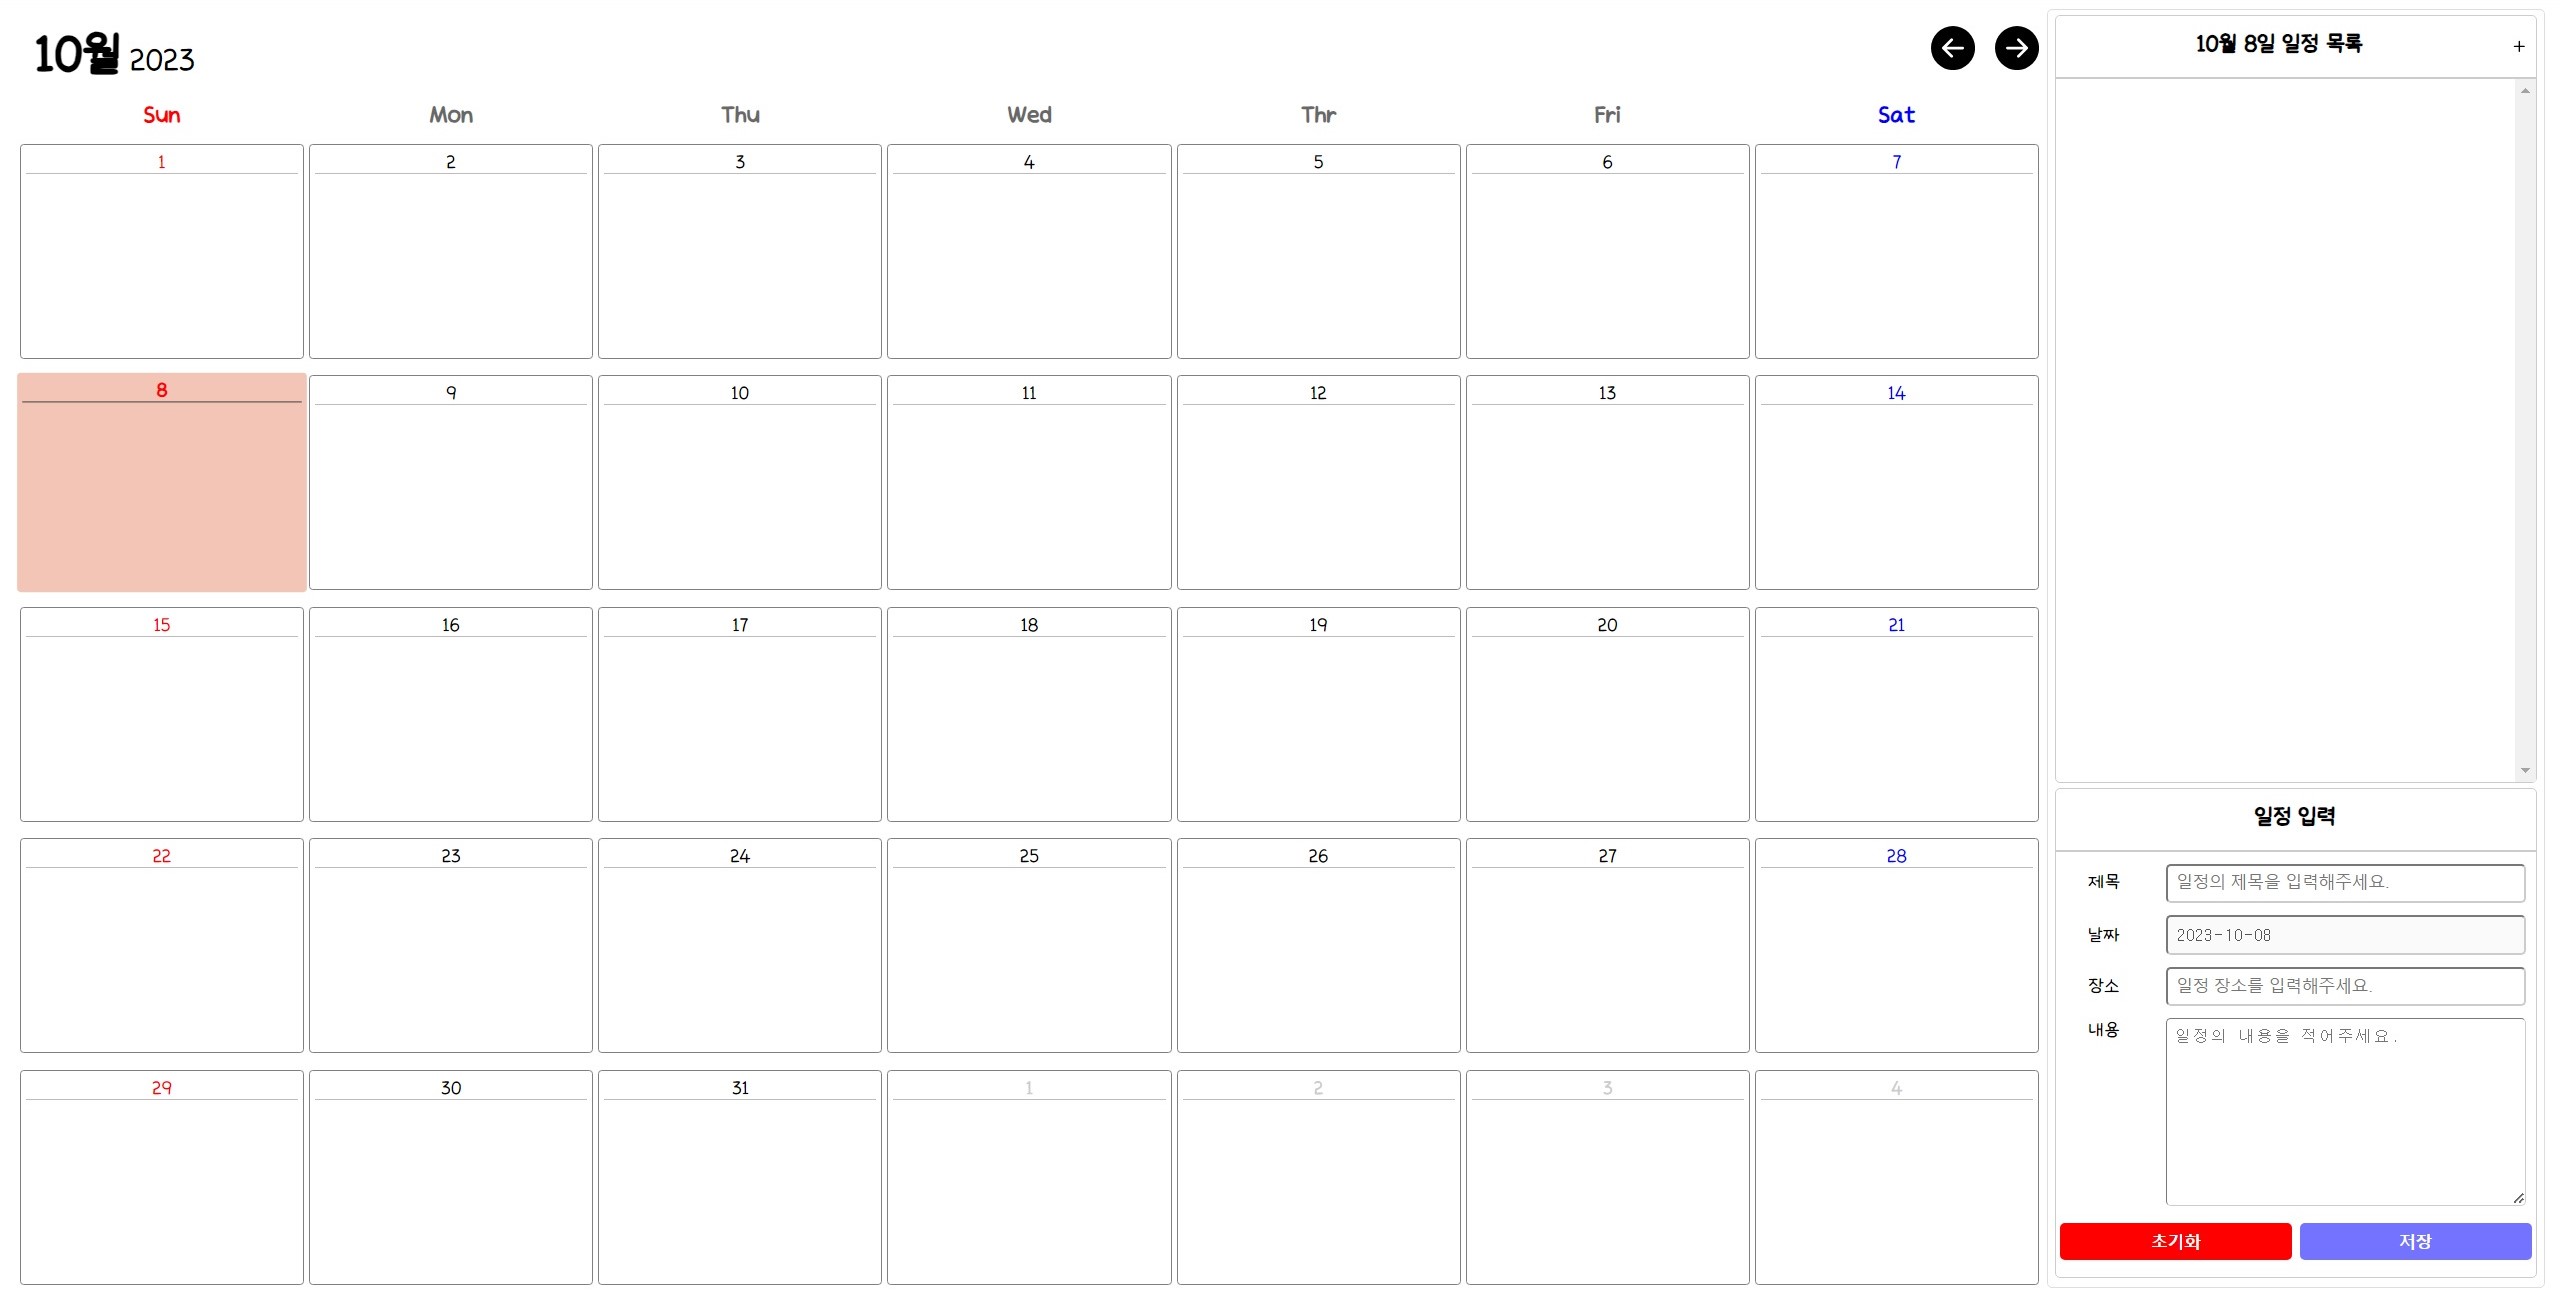 10월 2023
Sun Mon Thu Wed Thr Fri Sat
1 2 3 4 5 6 7
8 9 10 11 12 13 14
15 16 17 18 19 20 21
22 23 24 25 26 27 28
29 30 31 1 2 3 4
10월 8일 일정 목록 +
일정 입력
제목 일정의 제목을 입력해주세요.
날짜 2023-10-08
장소 일정 장소를 입력해주세요.
내용 일정의 내용을 적어주세요.
초기화 저장